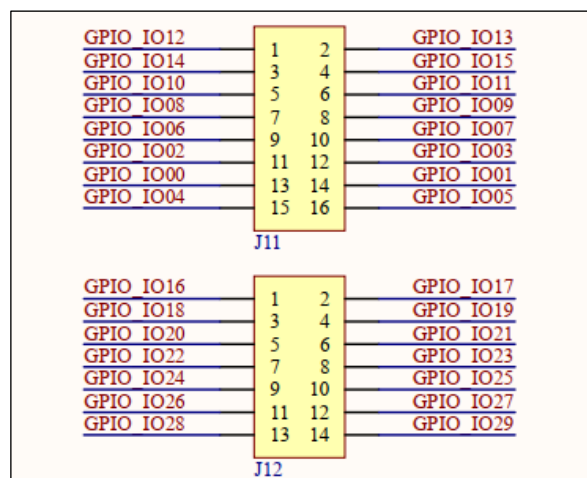 GPIO_IO12 1 2 GPIO_IO13
GPIO_IO14 3 4 GPIO_IO15
GPIO_IO10 5 6 GPIO_IO11
GPIO_IO08 7 8 GPIO_IO09
GPIO_IO06 9 10 GPIO_IO07
GPIO_IO02 11 12 GPIO_IO03
GPIO_IO00 13 14 GPIO_IO01
GPIO_IO04 15 16 GPIO_IO05
J11
GPIO_IO16 1 2 GPIO_IO17
GPIO_IO18 3 4 GPIO_IO19
GPIO_IO20 5 6 GPIO_IO21
GPIO_IO22 7 8 GPIO_IO23
GPIO_IO24 9 10 GPIO_IO25
GPIO_IO26 11 12 GPIO_IO27
GPIO_IO28 13 14 GPIO_IO29
J12